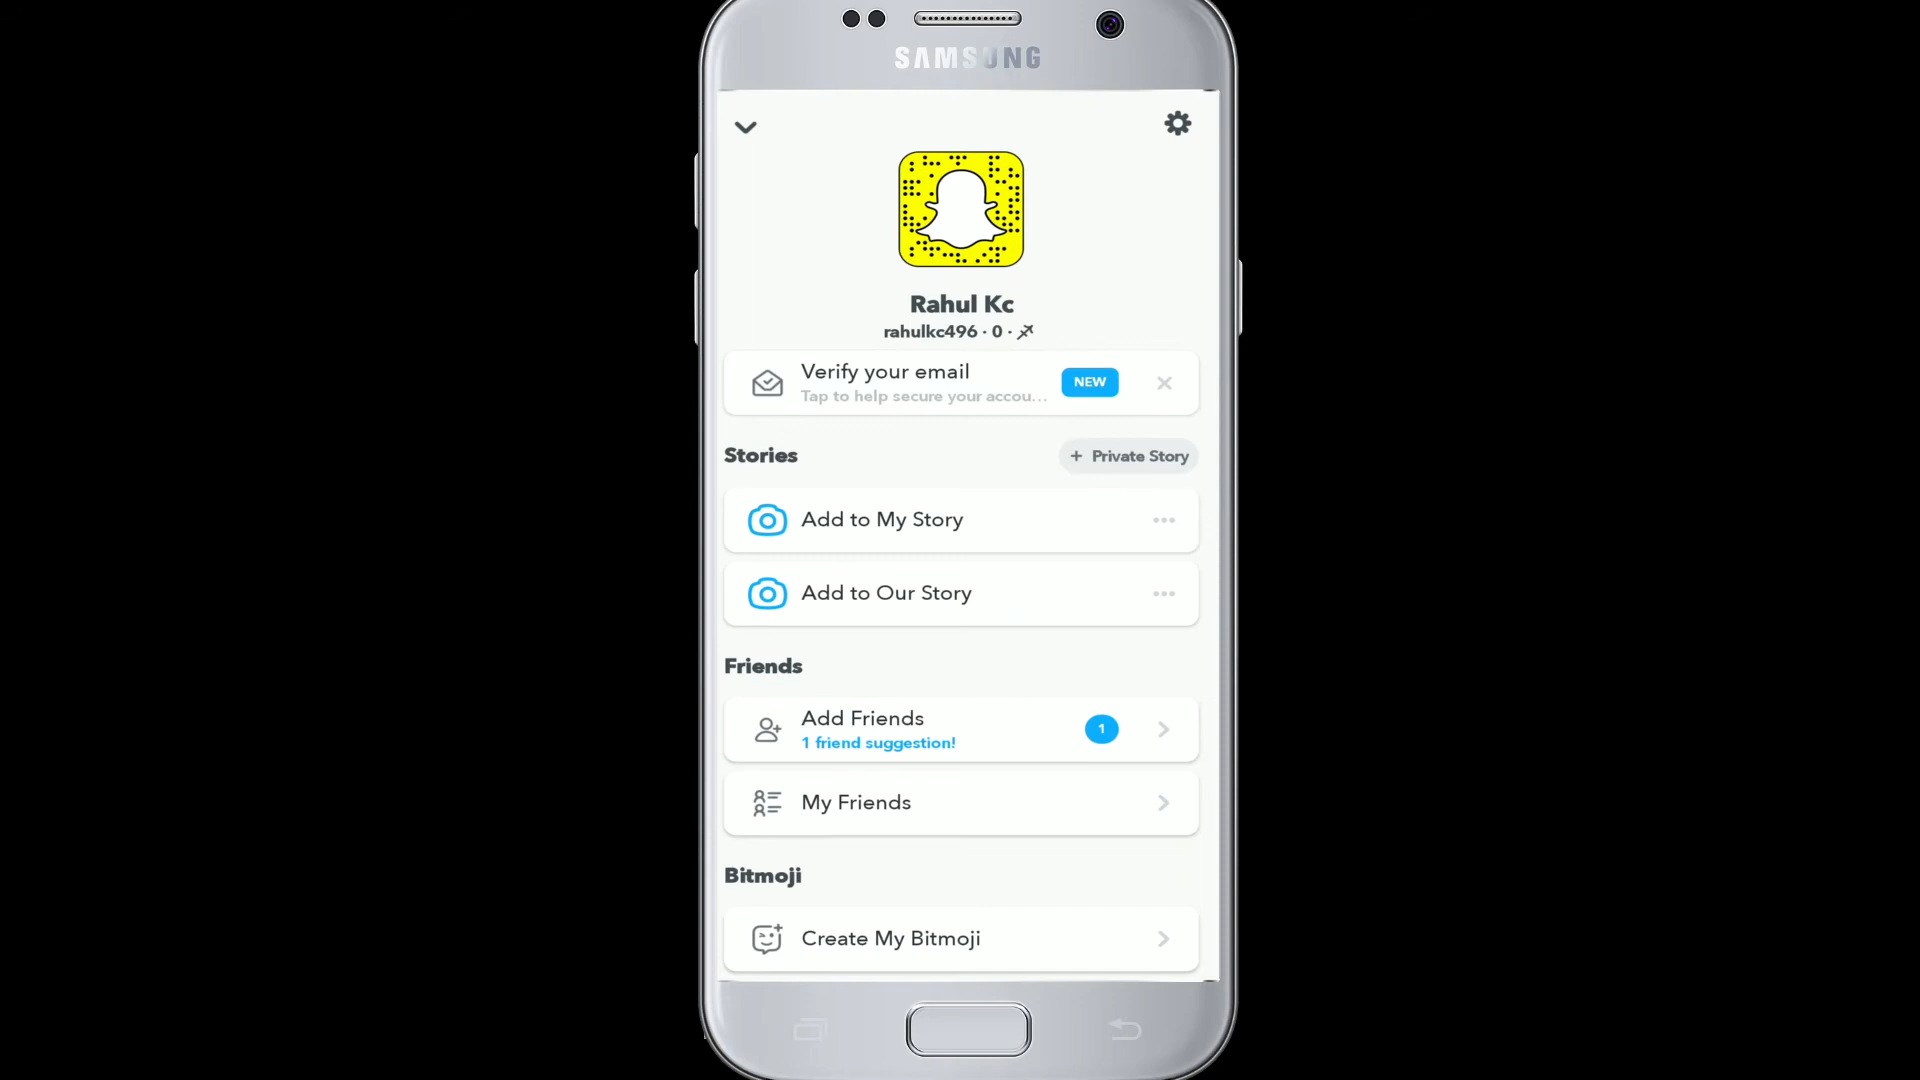 SAMSUNG
Rahul Kc
rahulkc496 · 0 · ♐
Verify your email
Tap to help secure your accou...
NEW
Stories
+ Private Story
Add to My Story
Add to Our Story
Friends
Add Friends
1 friend suggestion!
1
My Friends
Bitmoji
Create My Bitmoji